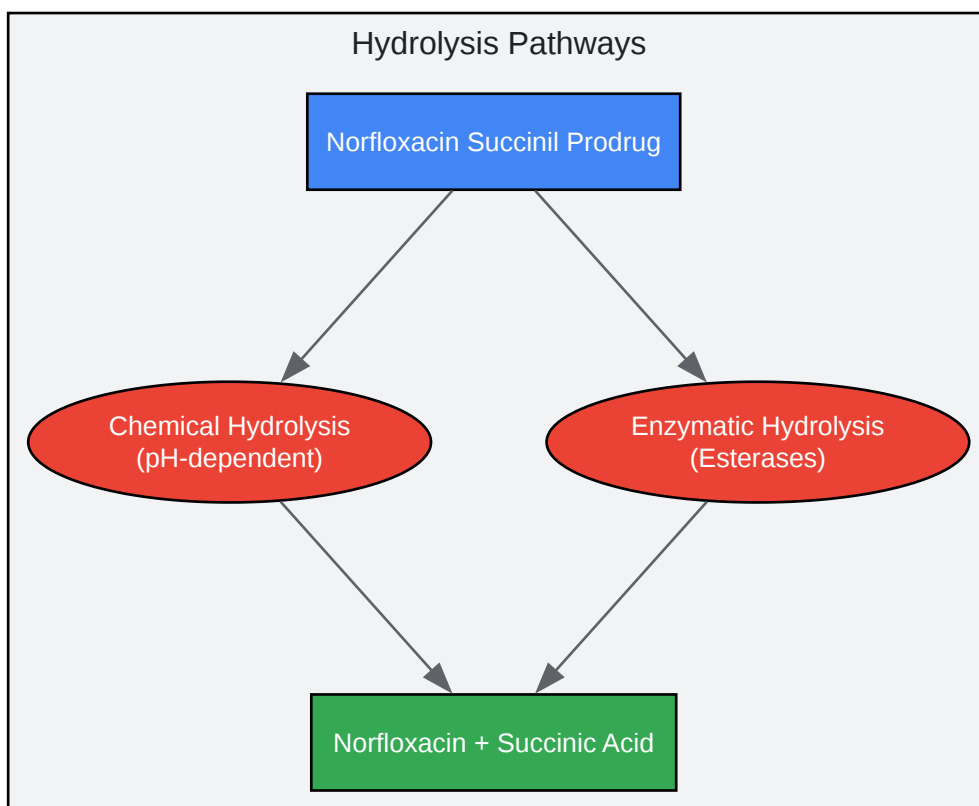 Hydrolysis Pathways
Norfloxacin Succinil Prodrug
Chemical Hydrolysis
(pH-dependent)
Enzymatic Hydrolysis
(Esterases)
Norfloxacin + Succinic Acid